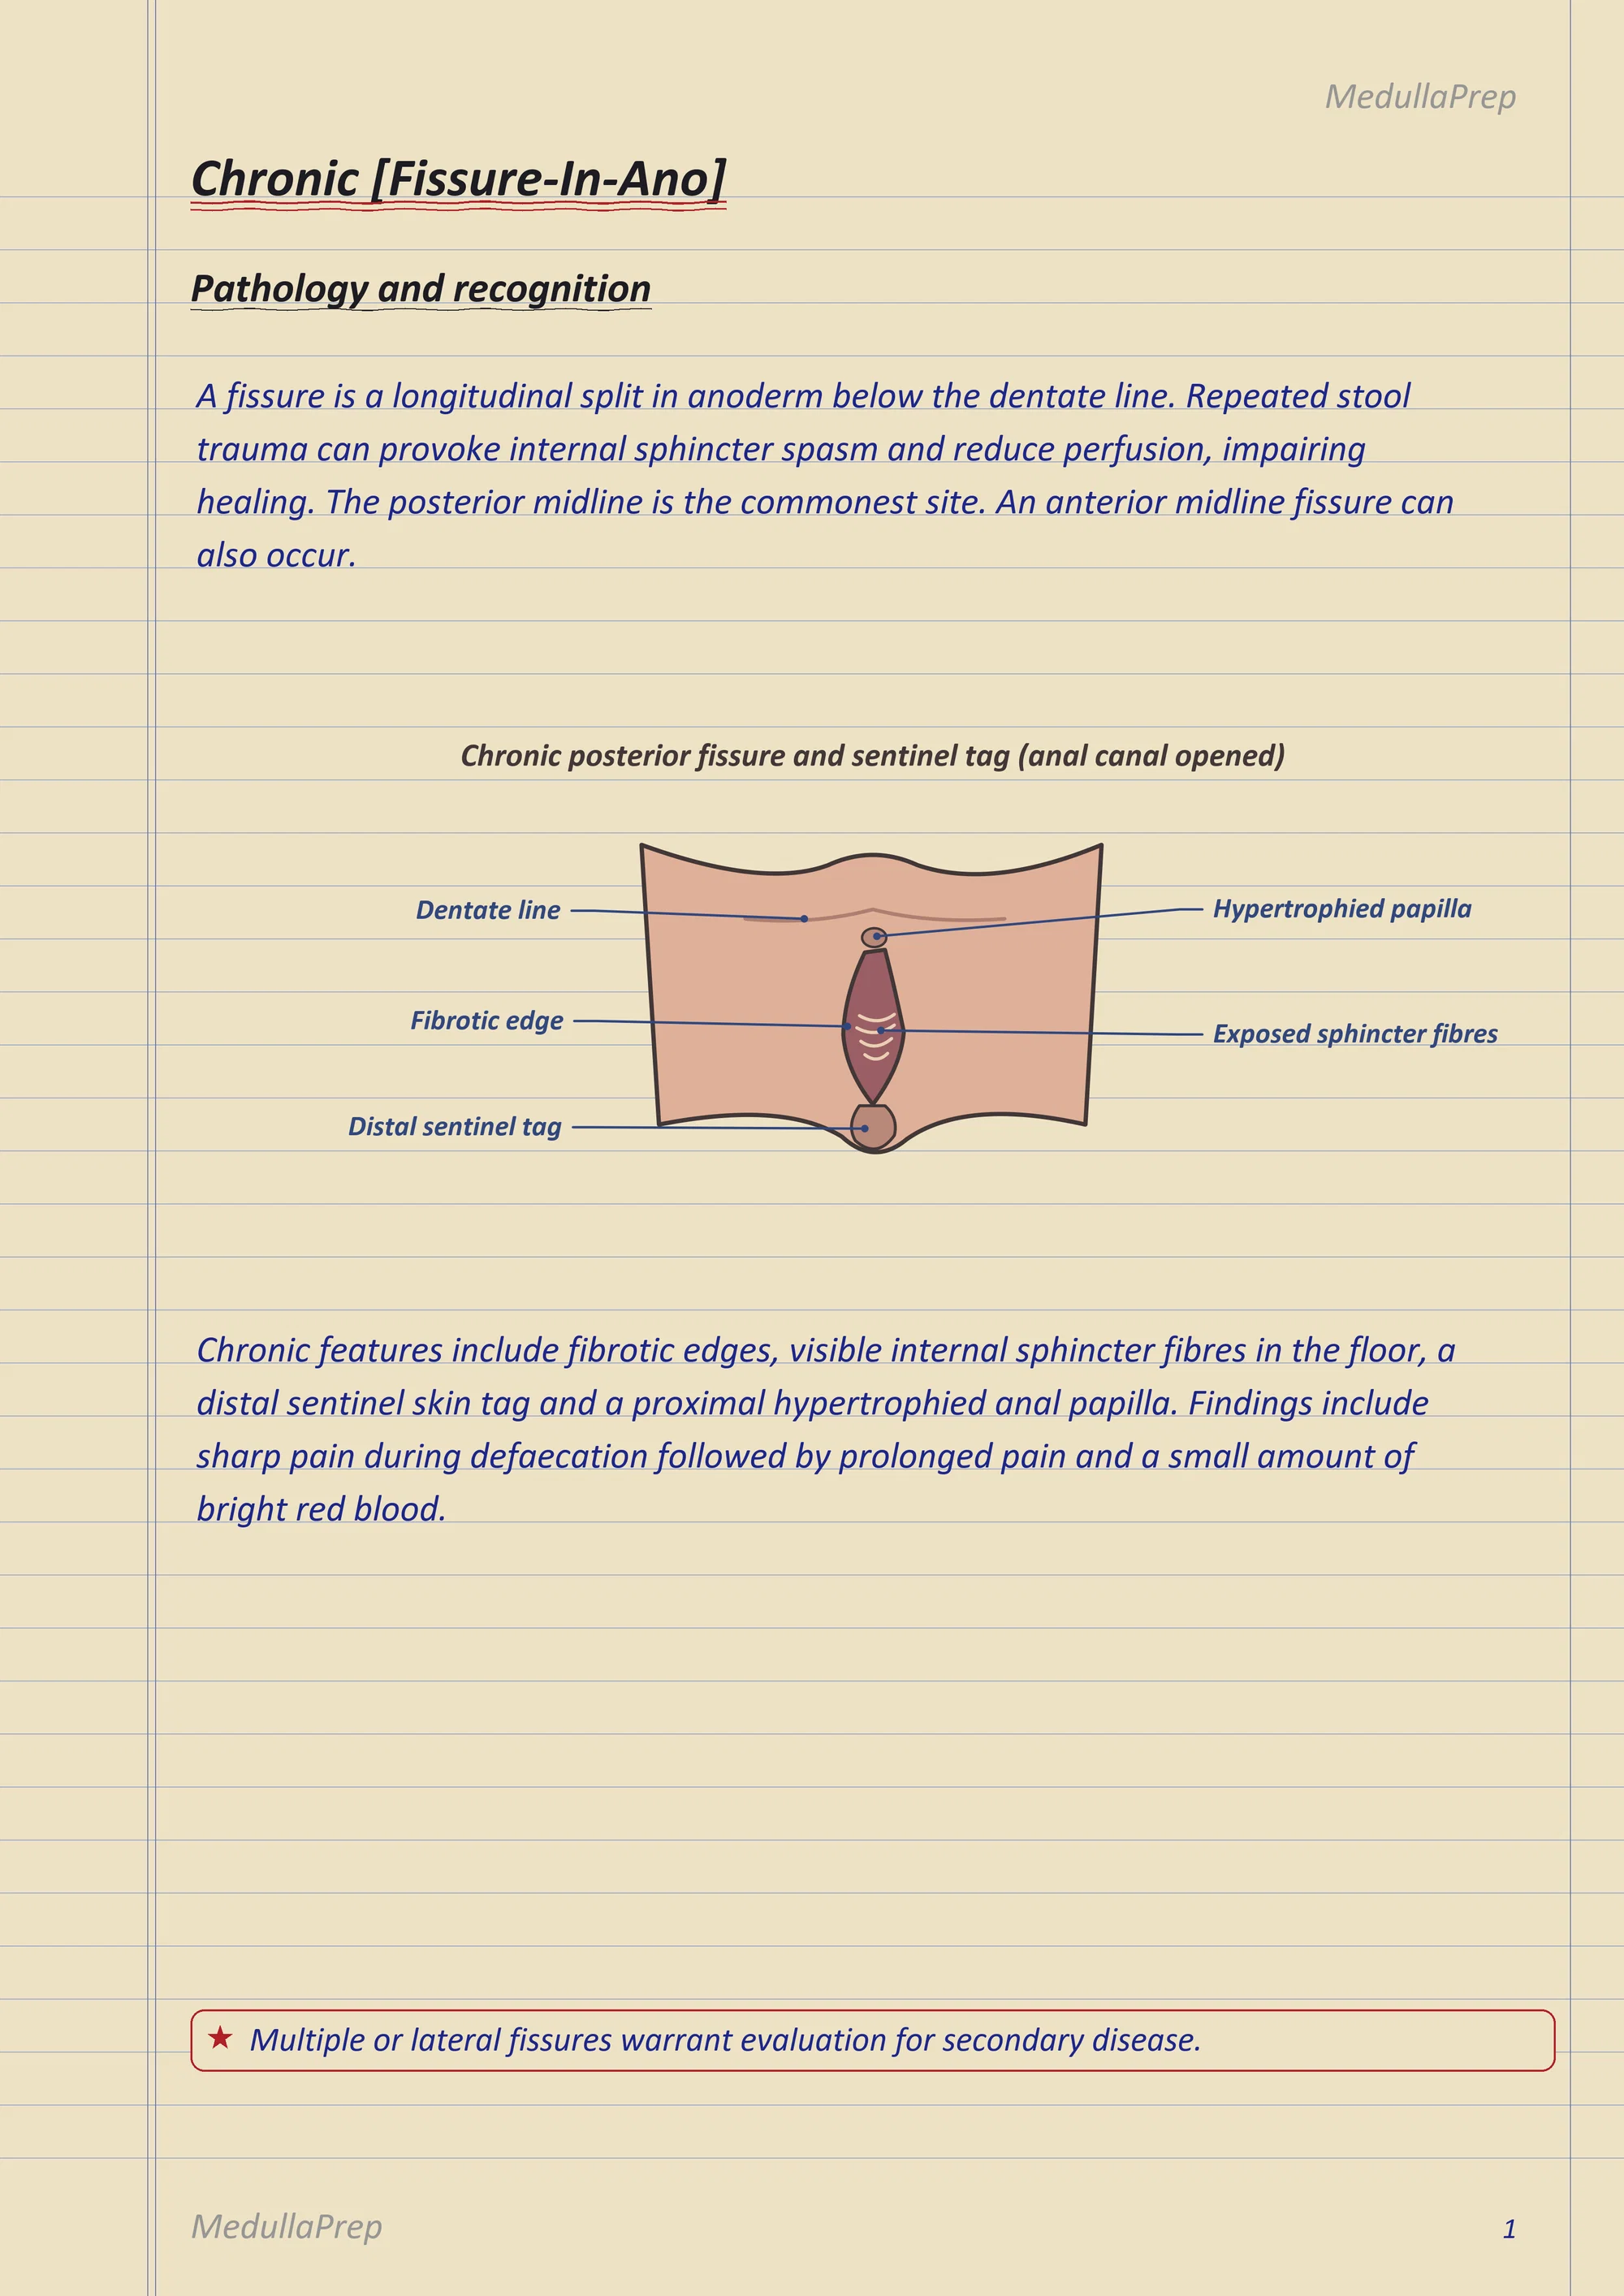 MedullaPrep
Chronic [Fissure-In-Ano]
Pathology and recognition
A fissure is a longitudinal split in anoderm below the dentate line. Repeated stool
trauma can provoke internal sphincter spasm and reduce perfusion, impairing
healing. The posterior midline is the commonest site. An anterior midline fissure can
also occur.
Chronic posterior fissure and sentinel tag (anal canal opened)
Dentate line
Hypertrophied papilla
Fibrotic edge
Exposed sphincter fibres
Distal sentinel tag
Chronic features include fibrotic edges, visible internal sphincter fibres in the floor, a
distal sentinel skin tag and a proximal hypertrophied anal papilla. Findings include
sharp pain during defaecation followed by prolonged pain and a small amount of
bright red blood.
★ Multiple or lateral fissures warrant evaluation for secondary disease.
MedullaPrep
1